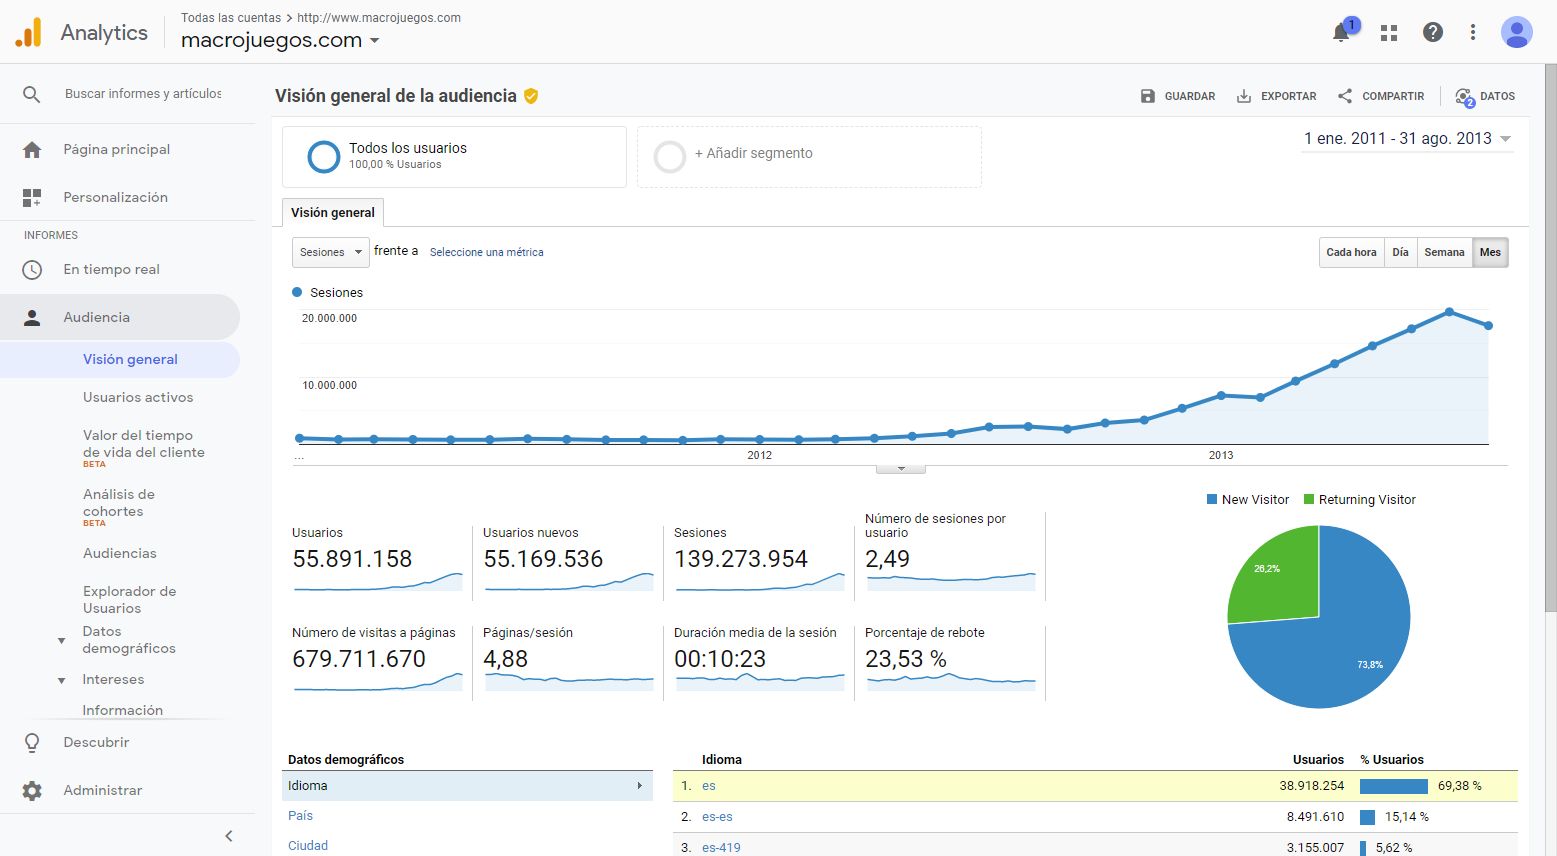 Analytics
Todas las cuentas > http://www.macrojuegos.com
macrojuegos.com
1
Buscar informes y artículos
Página principal
Personalización
INFORMES
En tiempo real
Audiencia
Visión general
Usuarios activos
Valor del tiempo
de vida del cliente
BETA
Análisis de
cohortes
BETA
Audiencias
Explorador de
Usuarios
Datos
demográficos
Intereses
Información
Descubrir
Administrar
Visión general de la audiencia
GUARDAR
EXPORTAR
COMPARTIR
2
DATOS
Todos los usuarios
100,00 % Usuarios
+ Añadir segmento
1 ene. 2011 - 31 ago. 2013
Visión general
Sesiones frente a Seleccione una métrica
Cada hora Día Semana Mes
Sesiones
20.000.000
10.000.000
... 2012 2013
Usuarios
55.891.158
Usuarios nuevos
55.169.536
Sesiones
139.273.954
Número de sesiones por
usuario
2,49
Número de visitas a páginas
679.711.670
Páginas/sesión
4,88
Duración media de la sesión
00:10:23
Porcentaje de rebote
23,53 %
New Visitor Returning Visitor
26,2%
73,8%
Datos demográficos
Idioma
País
Ciudad
Idioma Usuarios % Usuarios
1. es 38.918.254 69,38 %
2. es-es 8.491.610 15,14 %
3. es-419 3.155.007 5,62 %